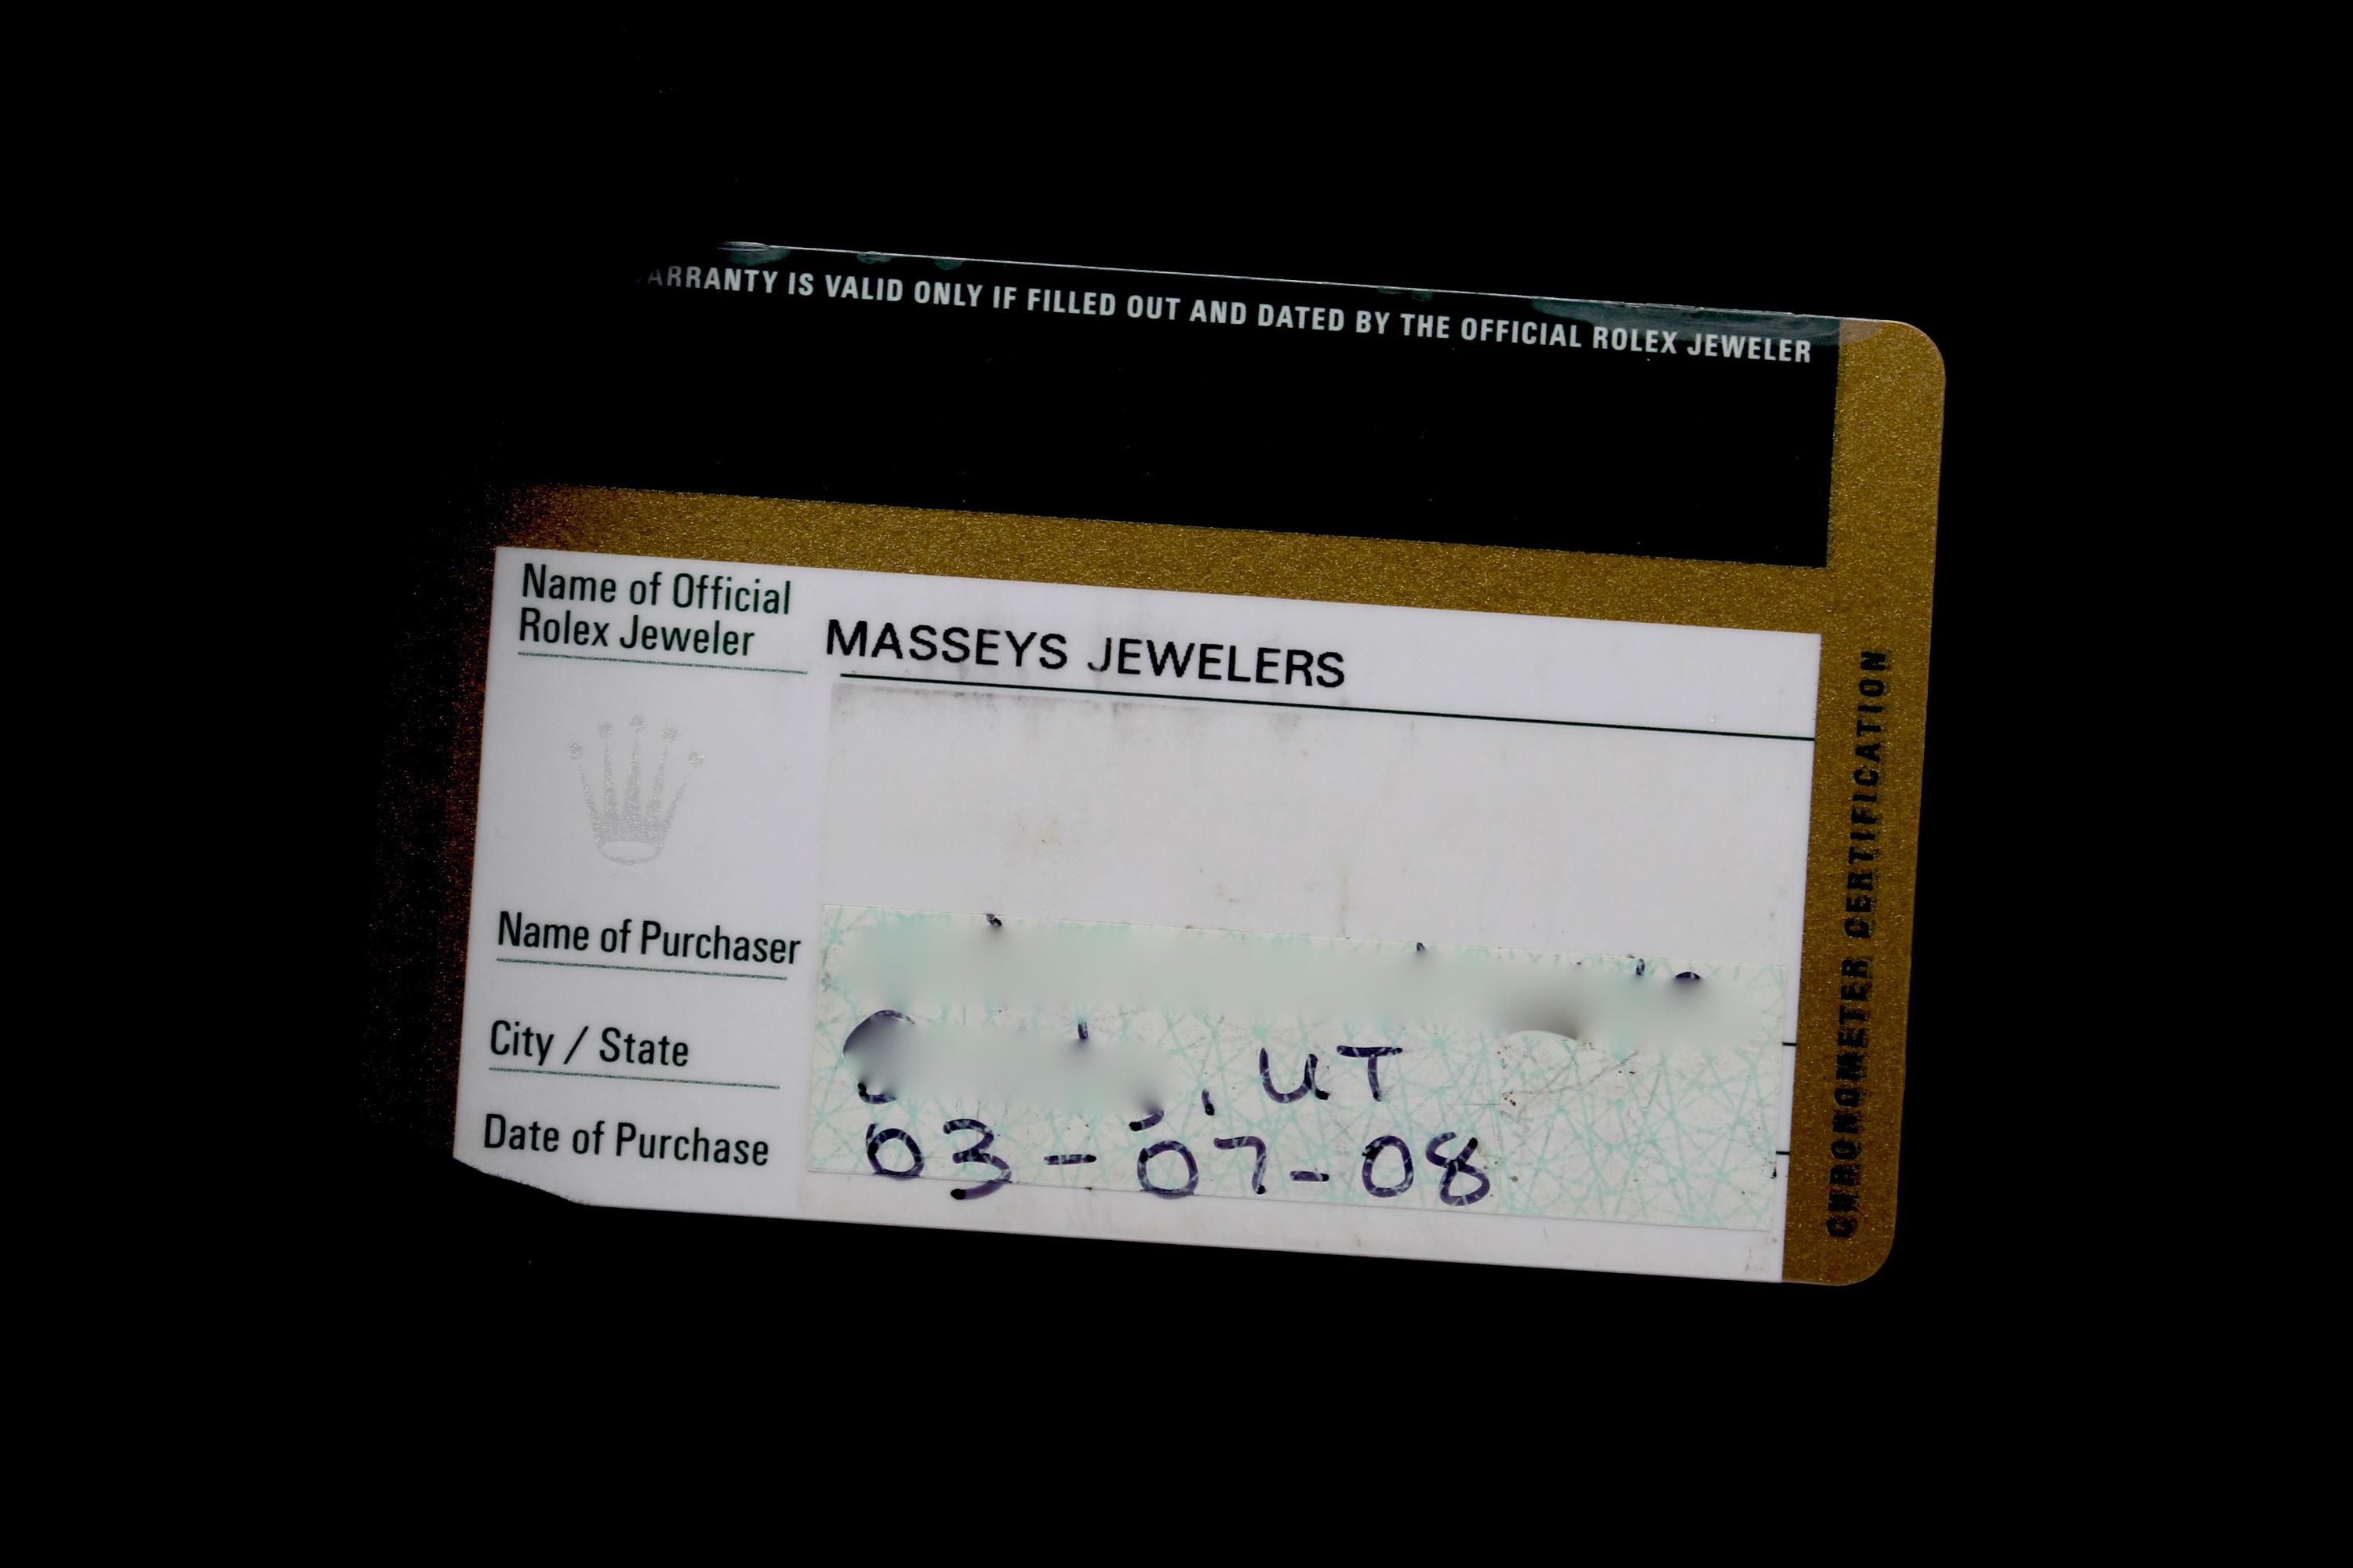 ARRANTY IS VALID ONLY IF FILLED OUT AND DATED BY THE OFFICIAL ROLEX JEWELER
Name of Official
Rolex Jeweler
MASSEYS JEWELERS
Name of Purchaser
City / State
, UT
Date of Purchase
03-07-08
CHRONOMETER CERTIFICATION